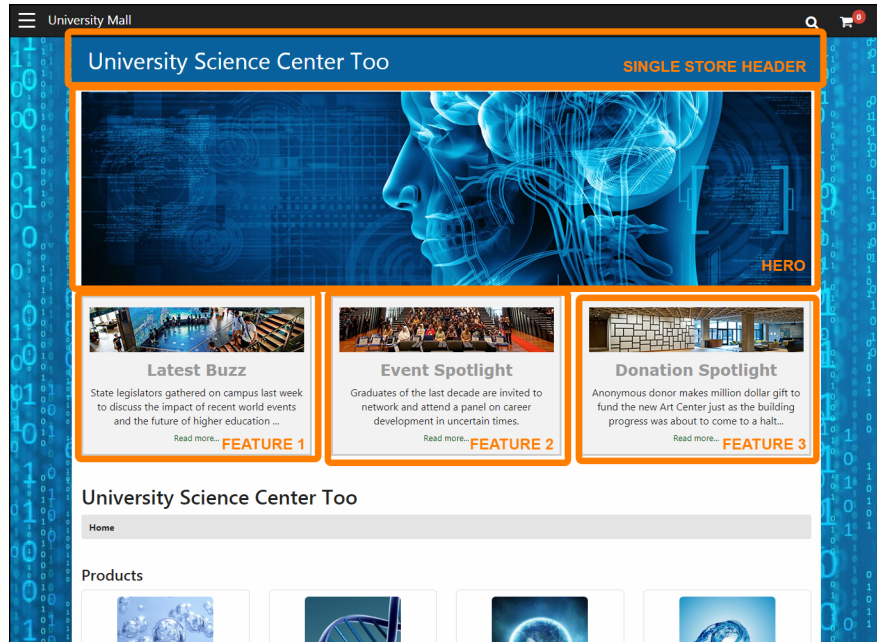 University Mall
0
University Science Center Too
SINGLE STORE HEADER
HERO
Latest Buzz
State legislators gathered on campus last week
to discuss the impact of recent world events
and the future of higher education ...
Read more...
FEATURE 1
Event Spotlight
Graduates of the last decade are invited to
network and attend a panel on career
development in uncertain times.
Read more...
FEATURE 2
Donation Spotlight
Anonymous donor makes million dollar gift to
fund the new Art Center just as the building
progress was about to come to a halt...
Read more...
FEATURE 3
University Science Center Too
Home
Products